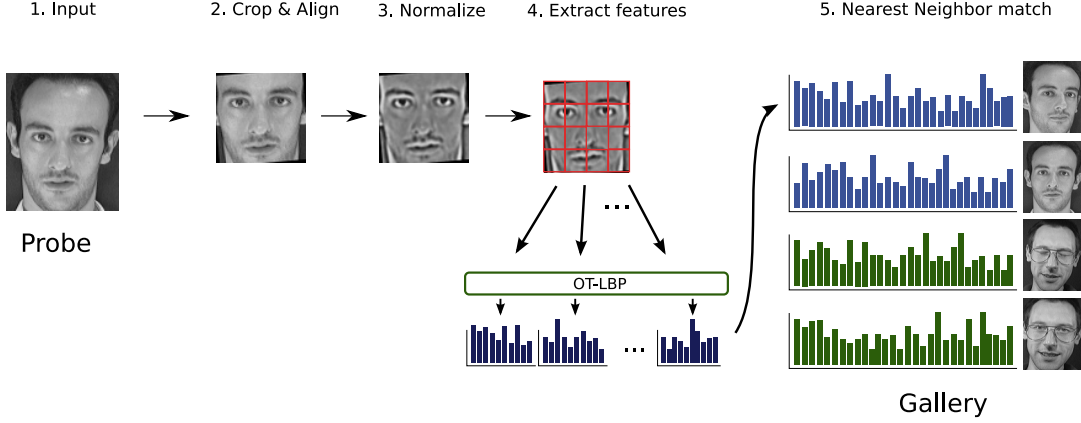 1. Input
2. Crop & Align
3. Normalize
4. Extract features
5. Nearest Neighbor match
Probe
...
OT-LBP
...
Gallery